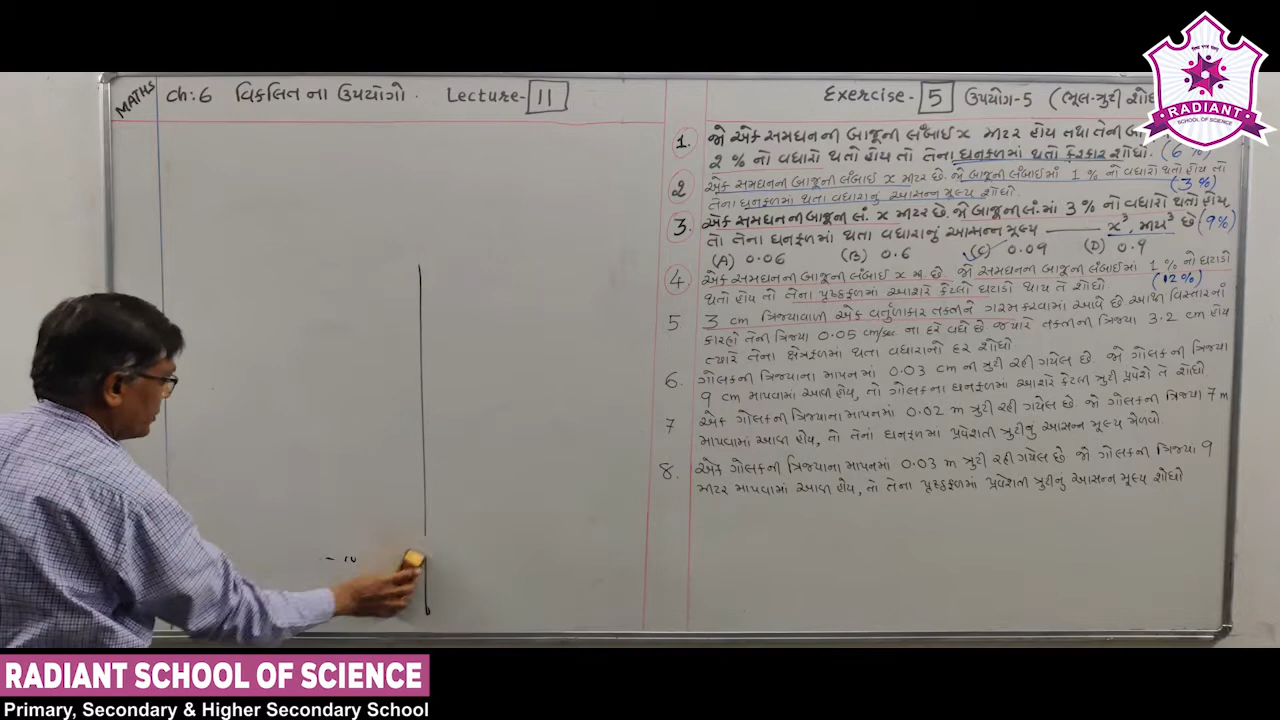 MATHS
Ch:6 વિકલિત ના ઉપયોગો. Lecture-11
Exercise-5 ઉપયોગ-5 (ભૂલ-ત્રુટી શોધ
1. જો એક સમઘનની બાજૂની લંબાઈ x મીટર હોય તથા તેની બા
2 % નો વધારો થતો હોય તો તેના ઘનફળમાં થતો ફેરફાર શોધો. (6 %)
2 એક સમઘનની બાજૂની લંબાઈ x મીટર છે. જો બાજૂની લંબાઈમાં 1 % નો વધારો થતો હોય તો
તેના ઘનફળમાં થતા વધારાનું આસન્ન મૂલ્ય શોધો. (3 %)
3. એક સમઘનની બાજૂની લં. x મીટર છે. જો બાજૂની લં.માં 3 % નો વધારો થતો હોય
તો તેના ઘનફળમાં થતા વધારાનું આસન્ન મૂલ્ય ——— x³ મીટર³ છે (9%)
(A) 0.06 (B) 0.6 (C) 0.09 (D) 0.9
4. એક સમઘનની બાજૂની લંબાઈ x મી. છે. જો સમઘનની બાજૂની લંબાઈમાં 1 % નો ઘટાડો
થતો હોય તો તેના પૃષ્ઠફળમાં આશરે કેટલો ઘટાડો થાય તે શોધો (12%)
5. 3 cm ત્રિજ્યાવાળી એક વર્તુળાકાર તકતીને ગરમ કરવામાં આવે છે આથી વિસ્તારનાં
કારણે તેની ત્રિજ્યા 0.05 cm/sec ના દરે વધે છે જ્યારે તકતીની ત્રિજ્યા 3.2 cm હોય
ત્યારે તેના ક્ષેત્રફળમાં થતા વધારાનો દર શોધો
6. ગોલકની ત્રિજ્યાના માપનમાં 0.03 cm ની ત્રુટી રહી ગયેલ છે. જો ગોલકની ત્રિજ્યા
9 cm માપવામાં આવી હોય, તો ગોલકના ઘનફળમાં આશરે કેટલી ત્રુટી પ્રવેશે તે શોધો
7 એક ગોલકની ત્રિજ્યાના માપનમાં 0.02 m ત્રુટી રહી ગયેલ છે. જો ગોલકની ત્રિજ્યા 7 m
માપવામાં આવી હોય, તો તેનાં ઘનફળમા પ્રવેશતી ત્રુટીનું આસન્ન મૂલ્ય મેળવો.
8. એક ગોલકની ત્રિજ્યાના માપનમાં 0.03 m ત્રુટી રહી ગયેલ છે જો ગોલકની ત્રિજ્યા 9
મીટર માપવામાં આવી હોય, તો તેના પૃષ્ઠફળમાં પ્રવેશતી ત્રુટીનું આસન્ન મૂલ્ય શોધો
RADIANT
SCHOOL OF SCIENCE
RADIANT SCHOOL OF SCIENCE
Primary, Secondary & Higher Secondary School